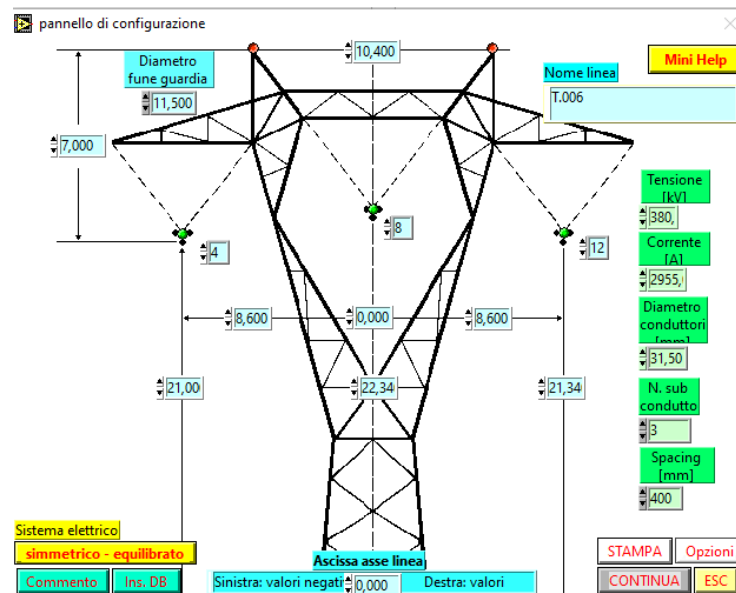 pannello di configurazione
Diametro
fune guardia
11,500
10,400
Mini Help
Nome linea
T.006
7,000
Tensione
[kV]
380,
4
8
12
Corrente
[A]
2955,
8,600
0,000
8,600
Diametro
conduttori
[mm]
31,50
21,00
22,34
21,34
N. sub
condutto
3
Spacing
[mm]
400
Sistema elettrico
simmetrico - equilibrato
Commento
Ins. DB
Ascissa asse linea
Sinistra: valori negati
0,000
Destra: valori
STAMPA
Opzioni
CONTINUA
ESC